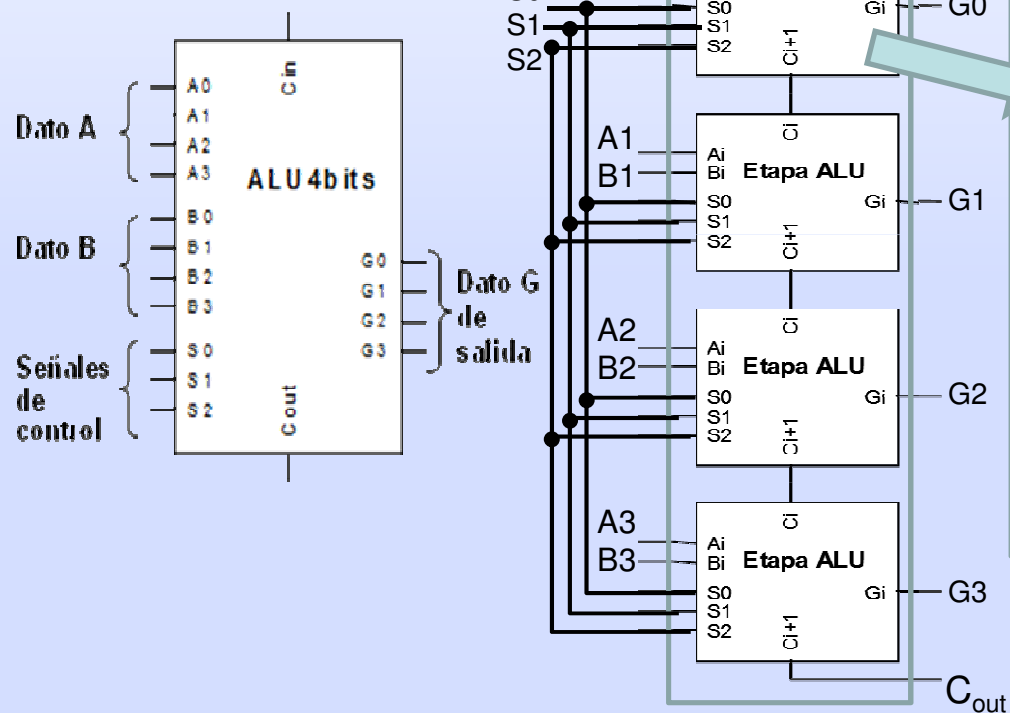 Cin
A0
A1
Dato A
A2
A3
ALU4bits
B0
B1
Dato B
B2
B3
G0
G1
G2
G3
Dato G
de
salida
S0
S1
S2
Señales
de
control
Cout
S1
S2
S0
S1
S2
Gi
G0
Ci+1
A1
B1
Ci
Ai
Bi
Etapa ALU
S0
S1
S2
Gi
G1
Ci+1
A2
B2
Ci
Ai
Bi
Etapa ALU
S0
S1
S2
Gi
G2
Ci+1
A3
B3
Ci
Ai
Bi
Etapa ALU
S0
S1
S2
Gi
G3
Ci+1
Cout